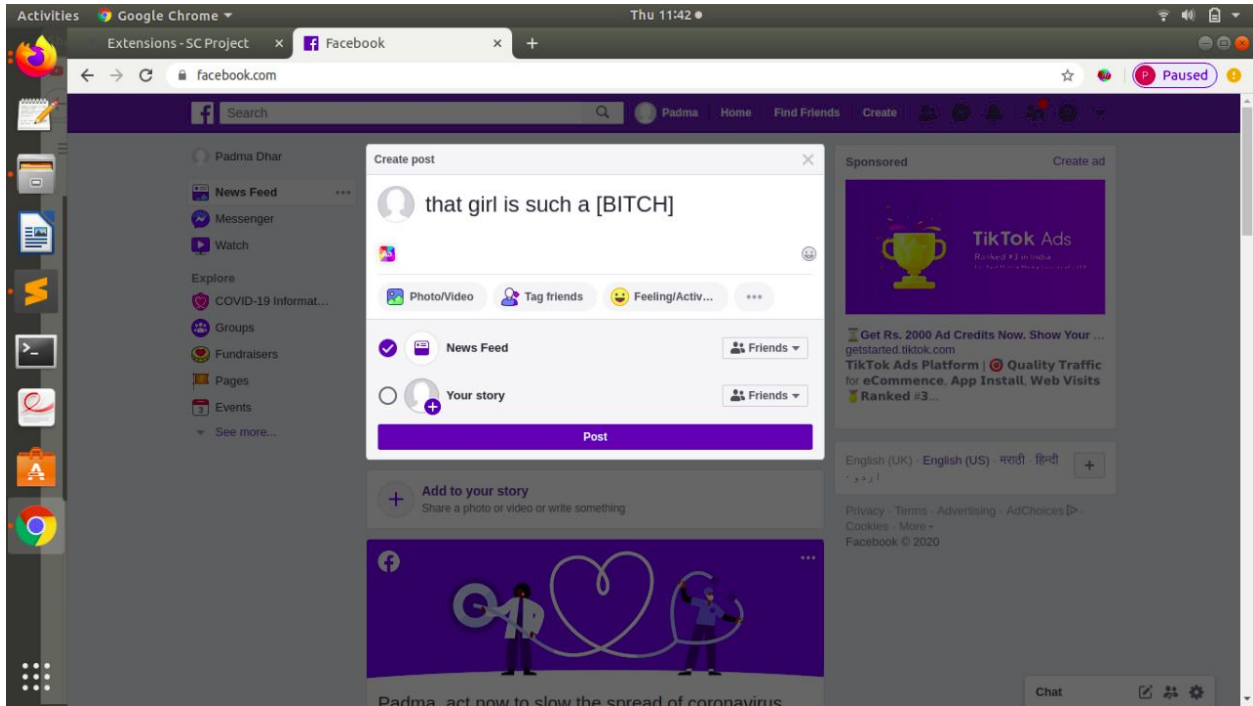 Activities Google Chrome Thu 11:42
Extensions - SC Project × Facebook × +
facebook.com P Paused
Search Padma Home Find Friends Create
Padma Dhar
News Feed
Messenger
Watch
Explore
COVID-19 Informat...
Groups
Fundraisers
Pages
3 Events
See more...
Create post
that girl is such a [BITCH]
Photo/Video Tag friends Feeling/Activ...
News Feed Friends
Your story Friends
Post
Add to your story
Share a photo or video or write something
Padma, act now to slow the spread of coronavirus
Sponsored Create ad
TikTok Ads
Ranked #3 in India
Get Rs. 2000 Ad Credits Now. Show Your ...
getstarted.tiktok.com
TikTok Ads Platform | Quality Traffic
for eCommerce, App Install, Web Visits
Ranked #3...
English (UK) · English (US) · मराठी · हिन्दी ·
اردو
Privacy · Terms · Advertising · AdChoices ·
Cookies · More
Facebook © 2020
Chat